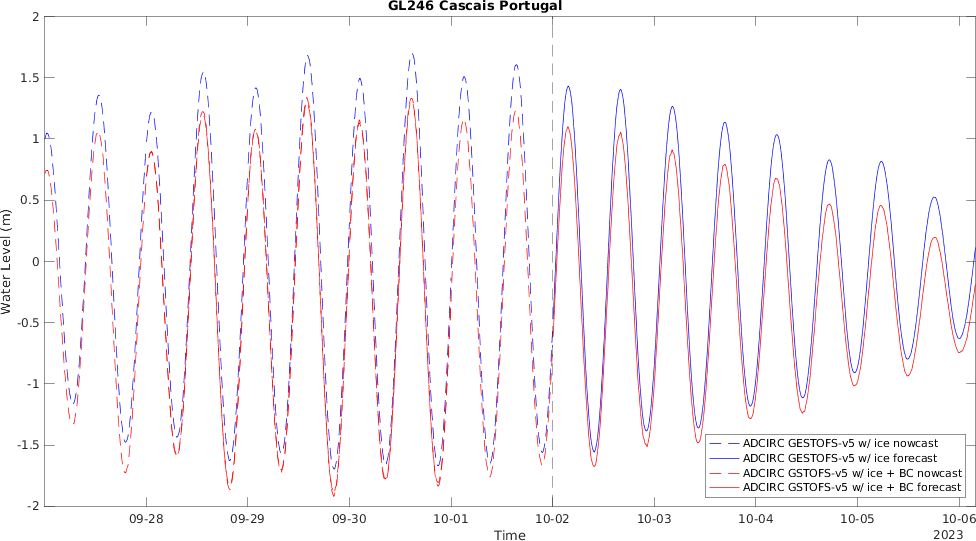 GL246 Cascais Portugal
2
1.5
1
0.5
0
-0.5
-1
-1.5
-2
Water Level (m)
ADCIRC GESTOFS-v5 w/ ice nowcast
ADCIRC GESTOFS-v5 w/ ice forecast
ADCIRC GSTOFS-v5 w/ ice + BC nowcast
ADCIRC GSTOFS-v5 w/ ice + BC forecast
09-28 09-29 09-30 10-01 10-02 10-03 10-04 10-05 10-06
Time
2023